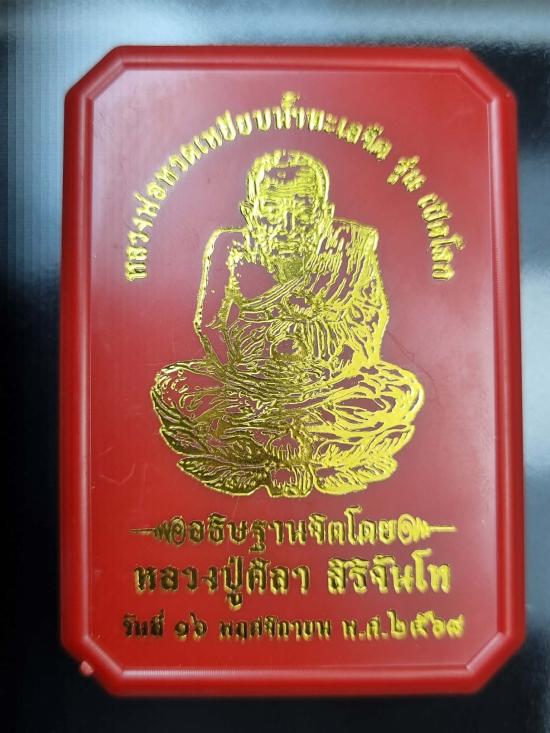 หลวงพ่อทวดเหยียบน้ำทะเลจืด รุ่น เปิดโลก
อธิษฐานจิตโดย
หลวงปู่ศิลา สิริจันโท
วันที่ ๑๖ พฤศจิกายน พ.ศ.๒๕๖๘